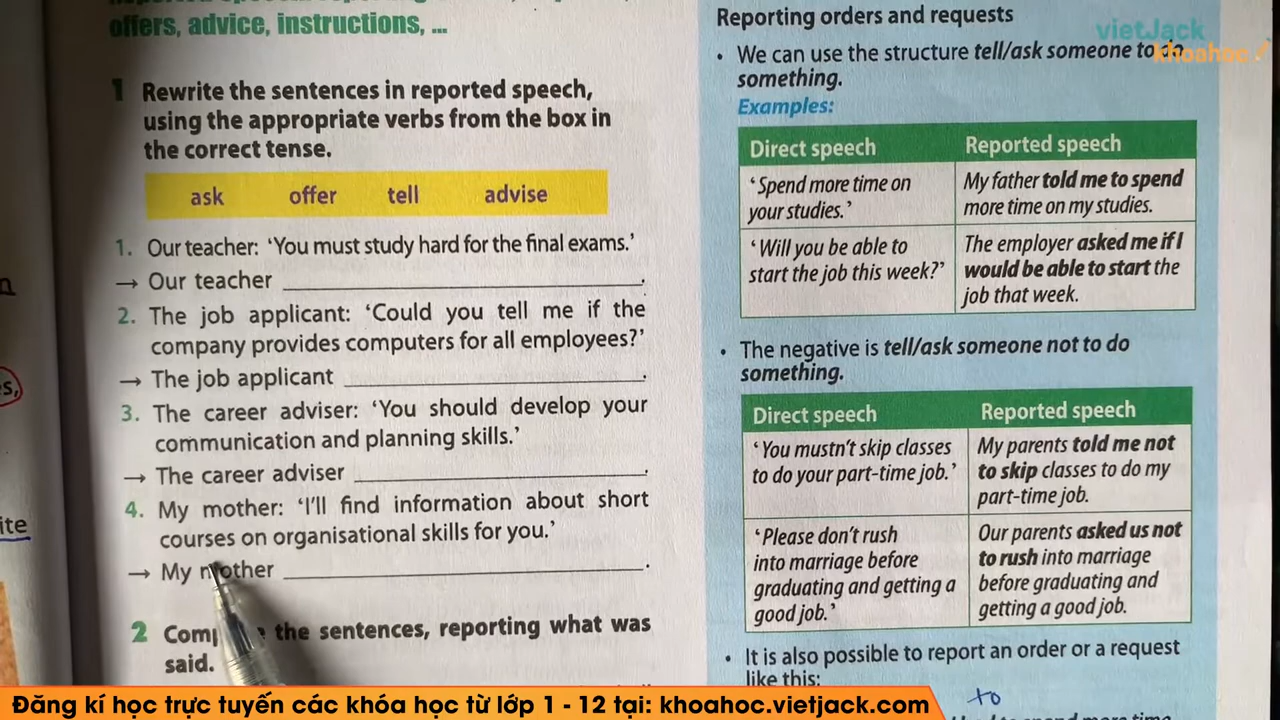 offers, advice, instructions, ...
1 Rewrite the sentences in reported speech,
using the appropriate verbs from the box in
the correct tense.
ask offer tell advise
1. Our teacher: ‘You must study hard for the final exams.’
→ Our teacher ______.
2. The job applicant: ‘Could you tell me if the
company provides computers for all employees?’
→ The job applicant ______.
3. The career adviser: ‘You should develop your
communication and planning skills.’
→ The career adviser ______.
4. My mother: ‘I’ll find information about short
courses on organisational skills for you.’
→ My mother ______.
2 the sentences, reporting what was
said.
ite
Reporting orders and requests
• We can use the structure tell/ask someone to do
something.
Examples:
Direct speech Reported speech
‘Spend more time on
your studies.’
My father told me to spend
more time on my studies.
‘Will you be able to
start the job this week?’
The employer asked me if I
would be able to start the
job that week.
• The negative is tell/ask someone not to do
something.
Direct speech Reported speech
‘You mustn’t skip classes
to do your part-time job.’
My parents told me not
to skip classes to do my
part-time job.
‘Please don’t rush
into marriage before
graduating and getting a
good job.’
Our parents asked us not
to rush into marriage
before graduating and
getting a good job.
• It is also possible to report an order or a request
like this:
to
vietJack
khoahoc
Đăng kí học trực tuyến các khóa học từ lớp 1 - 12 tại: khoahoc.vietjack.com